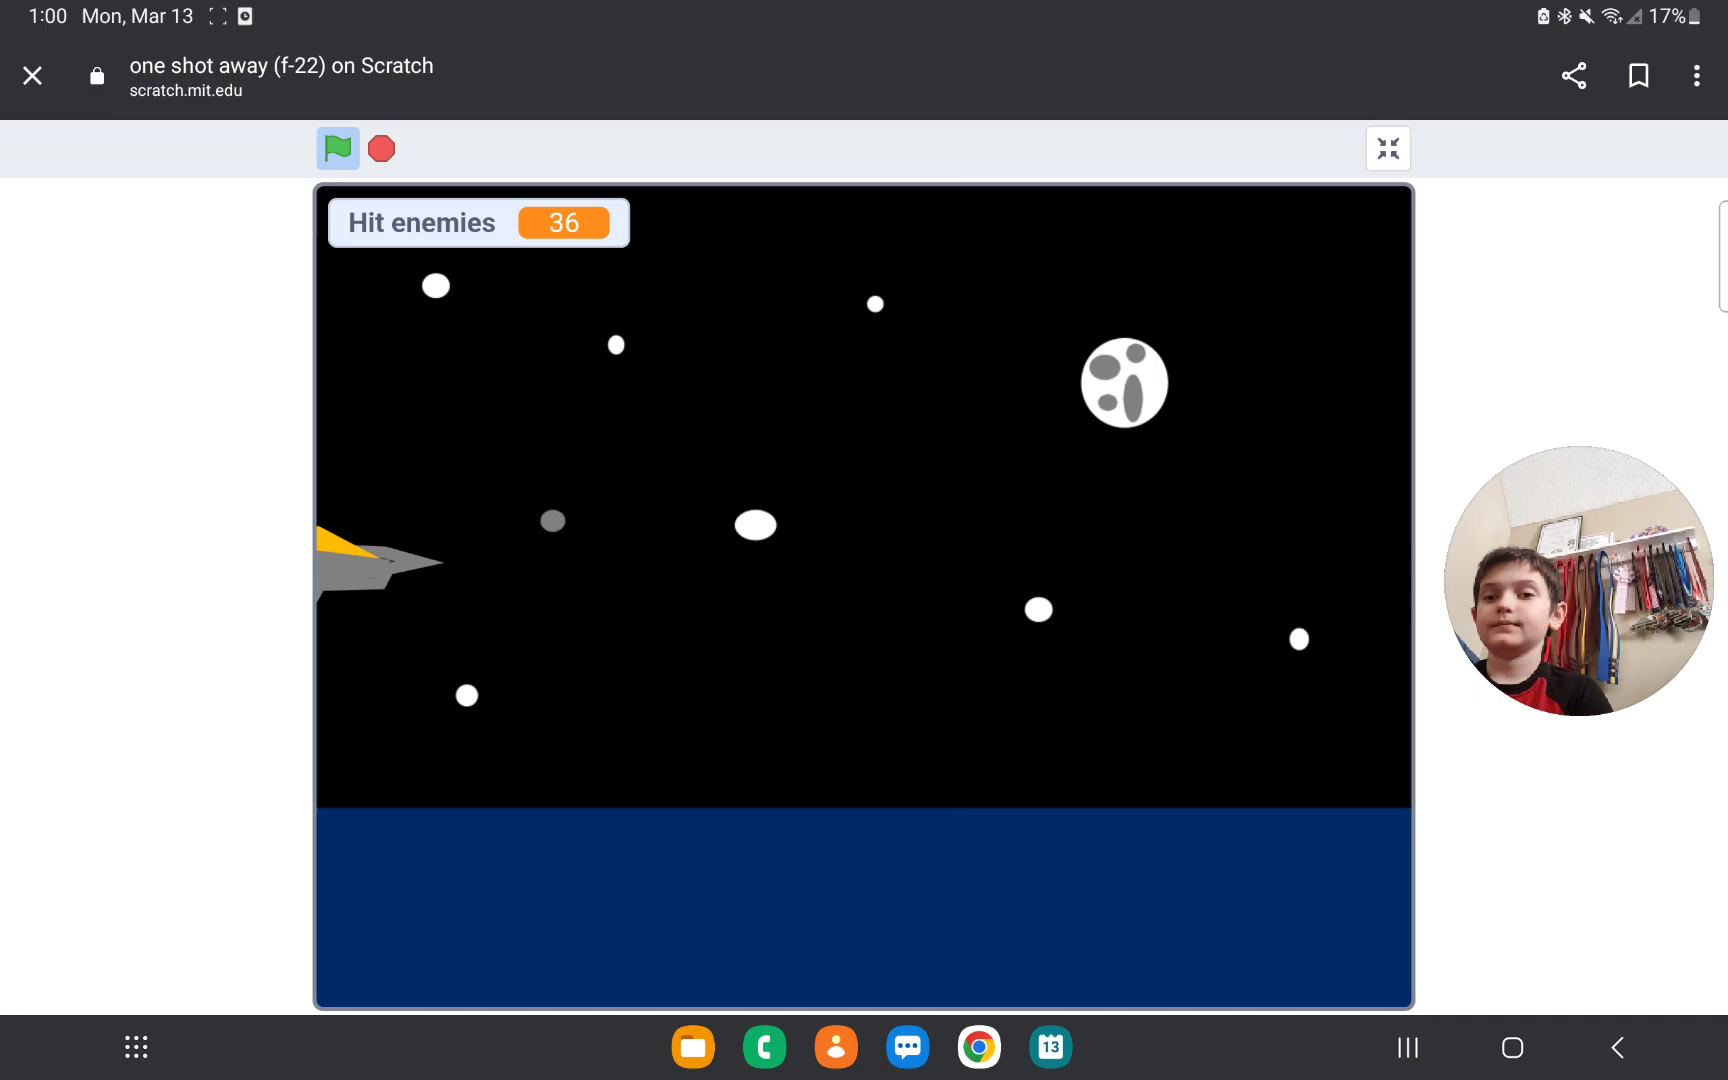 1:00 Mon, Mar 13 17%
one shot away (f-22) on Scratch
scratch.mit.edu
Hit enemies 36
13